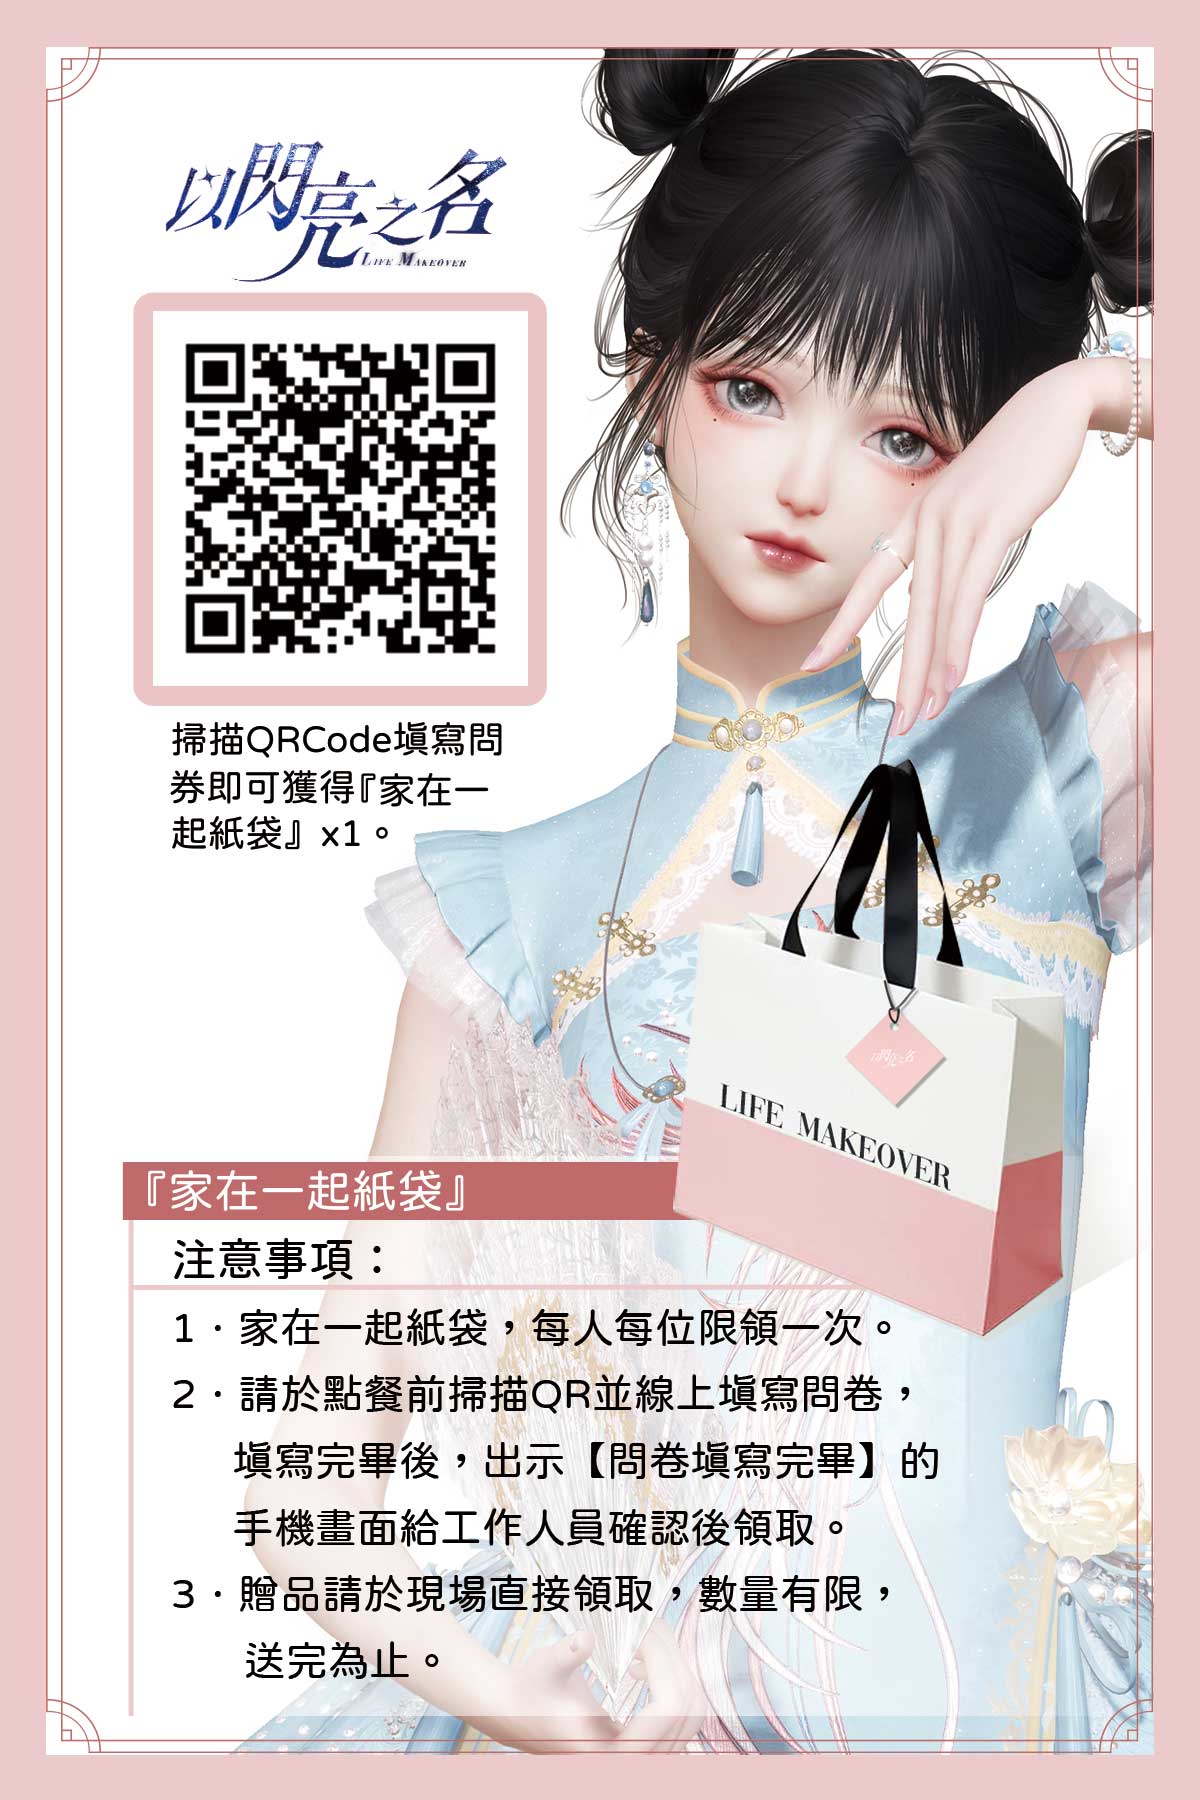 以閃亮之名
LIFE MAKEOVER
掃描QRCode填寫問
券即可獲得『家在一
起紙袋』x1。
以閃亮之名
LIFE MAKEOVER
『家在一起紙袋』
注意事項：
1．家在一起紙袋，每人每位限領一次。
2．請於點餐前掃描QR並線上填寫問卷，
填寫完畢後，出示【問卷填寫完畢】的
手機畫面給工作人員確認後領取。
3．贈品請於現場直接領取，數量有限，
送完為止。